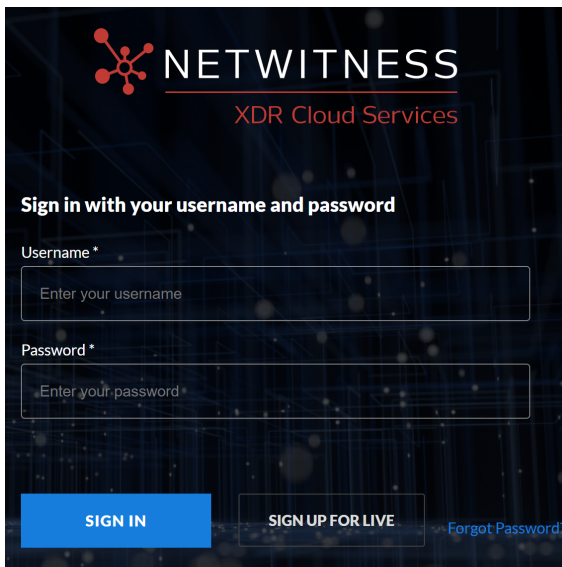 NETWITNESS
XDR Cloud Services
Sign in with your username and password
Username *
Enter your username
Password *
Enter your password
SIGN IN
SIGN UP FOR LIVE
Forgot Password?